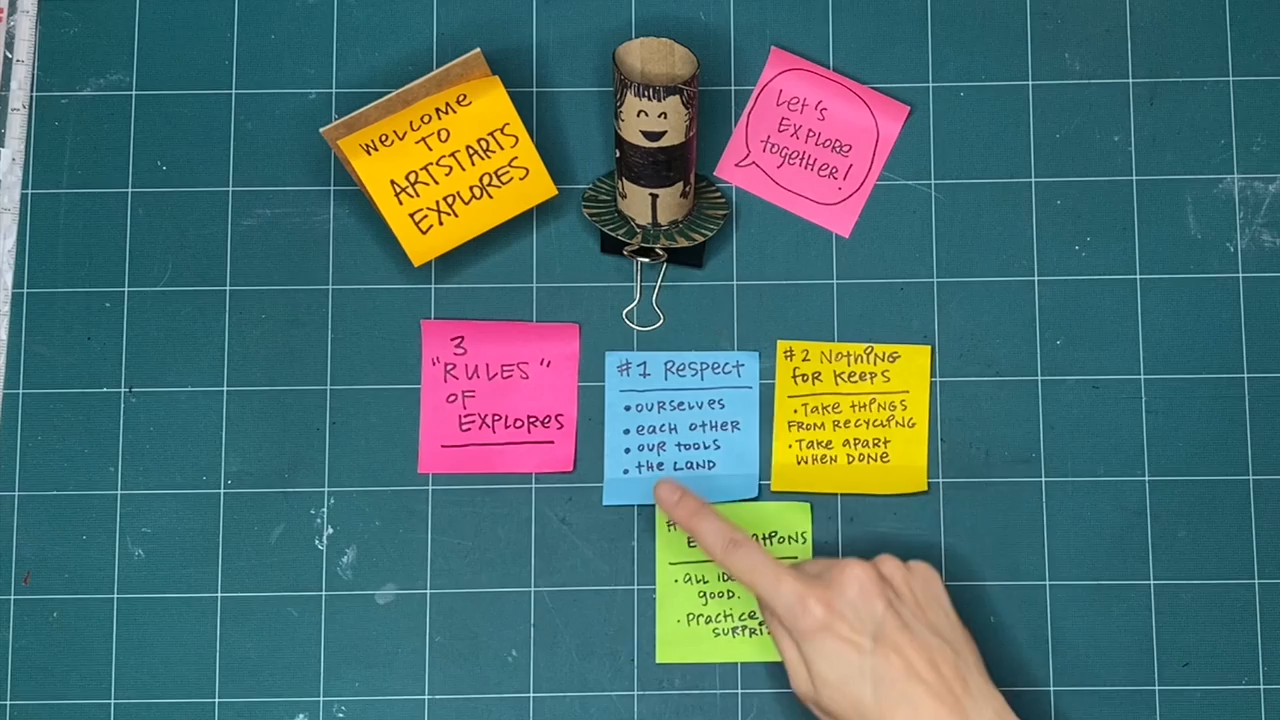 WELCOME
TO
ARTSTARTS
EXPLORES
Let's
EXPLORE
together!
3
"RULES"
OF
EXPLORES
#1 Respect
• OURSELVES
• EACH OTHER
• OUR TOOLS
• THE LAND
#2 Nothing
for Keeps
• Take THINGS
FROM RECYCLING
• Take apart
WHEN DONE
#
• ALL
good.
• Practice